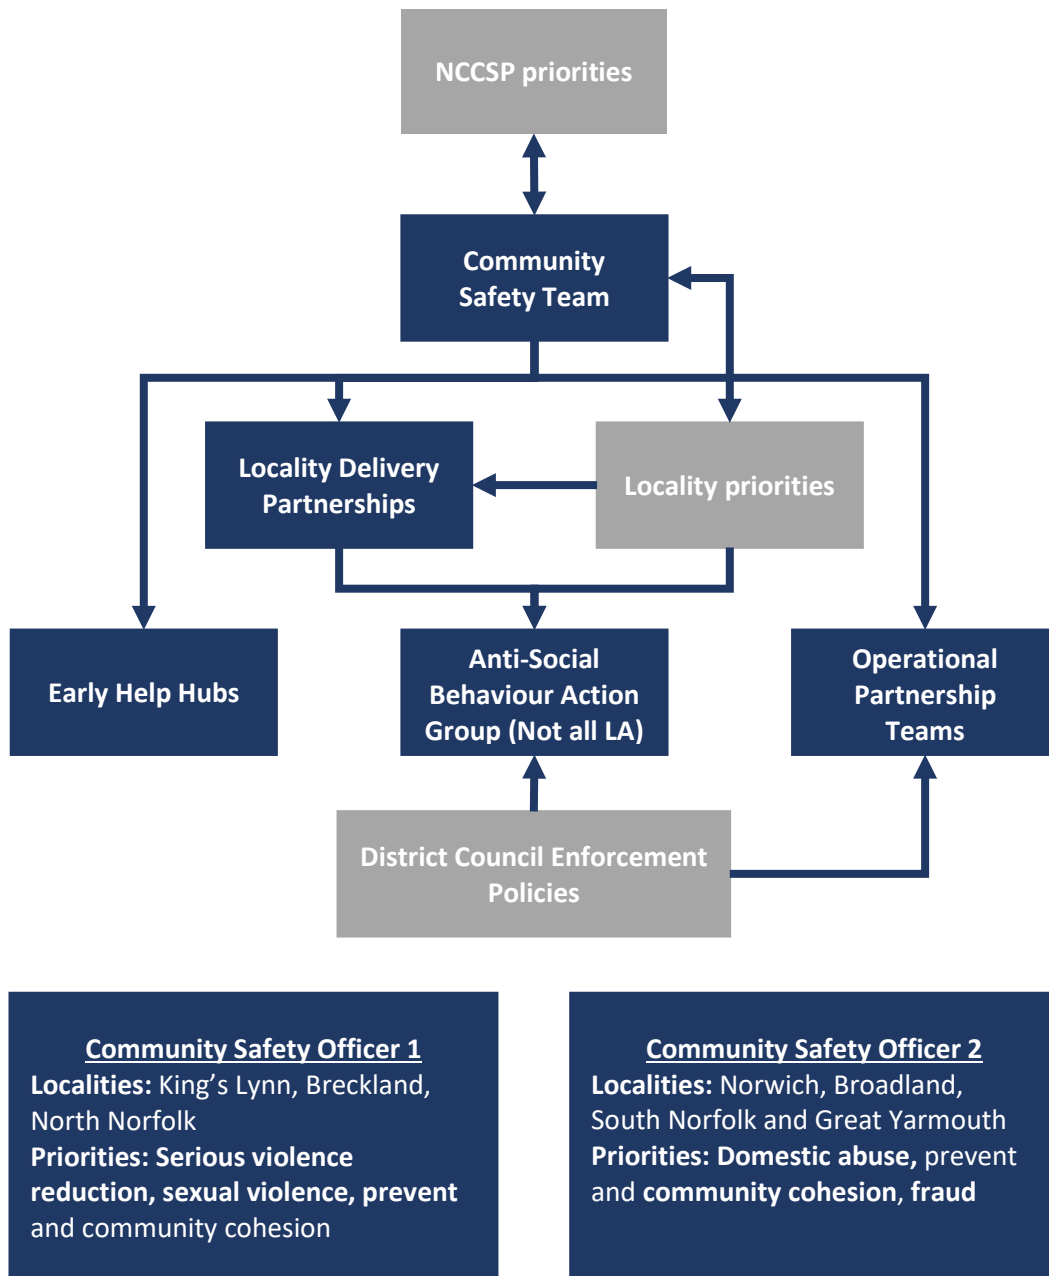 NCCSP priorities
Community
Safety Team
Locality Delivery
Partnerships
Locality priorities
Early Help Hubs
Anti-Social
Behaviour Action
Group (Not all LA)
Operational
Partnership
Teams
District Council Enforcement
Policies
Community Safety Officer 1
Localities: King’s Lynn, Breckland,
North Norfolk
Priorities: Serious violence
reduction, sexual violence, prevent
and community cohesion
Community Safety Officer 2
Localities: Norwich, Broadland,
South Norfolk and Great Yarmouth
Priorities: Domestic abuse, prevent
and community cohesion, fraud